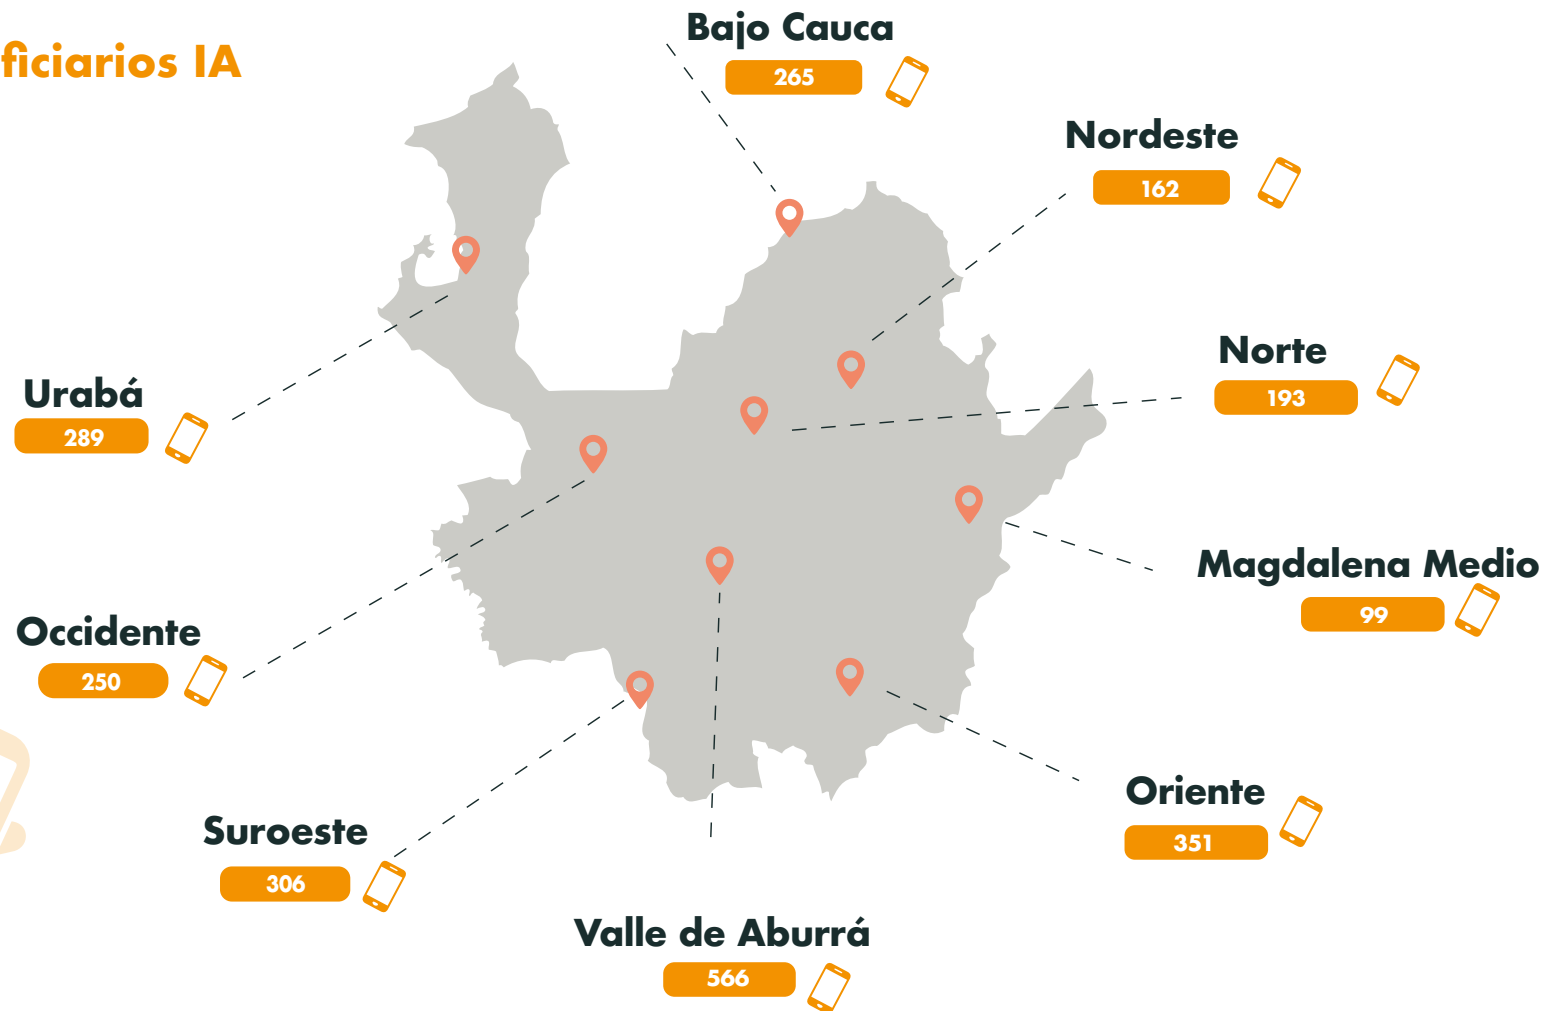 ficiarios IA
Bajo Cauca
265
Nordeste
162
Norte
193
Urabá
289
Magdalena Medio
99
Occidente
250
Oriente
351
Suroeste
306
Valle de Aburrá
566